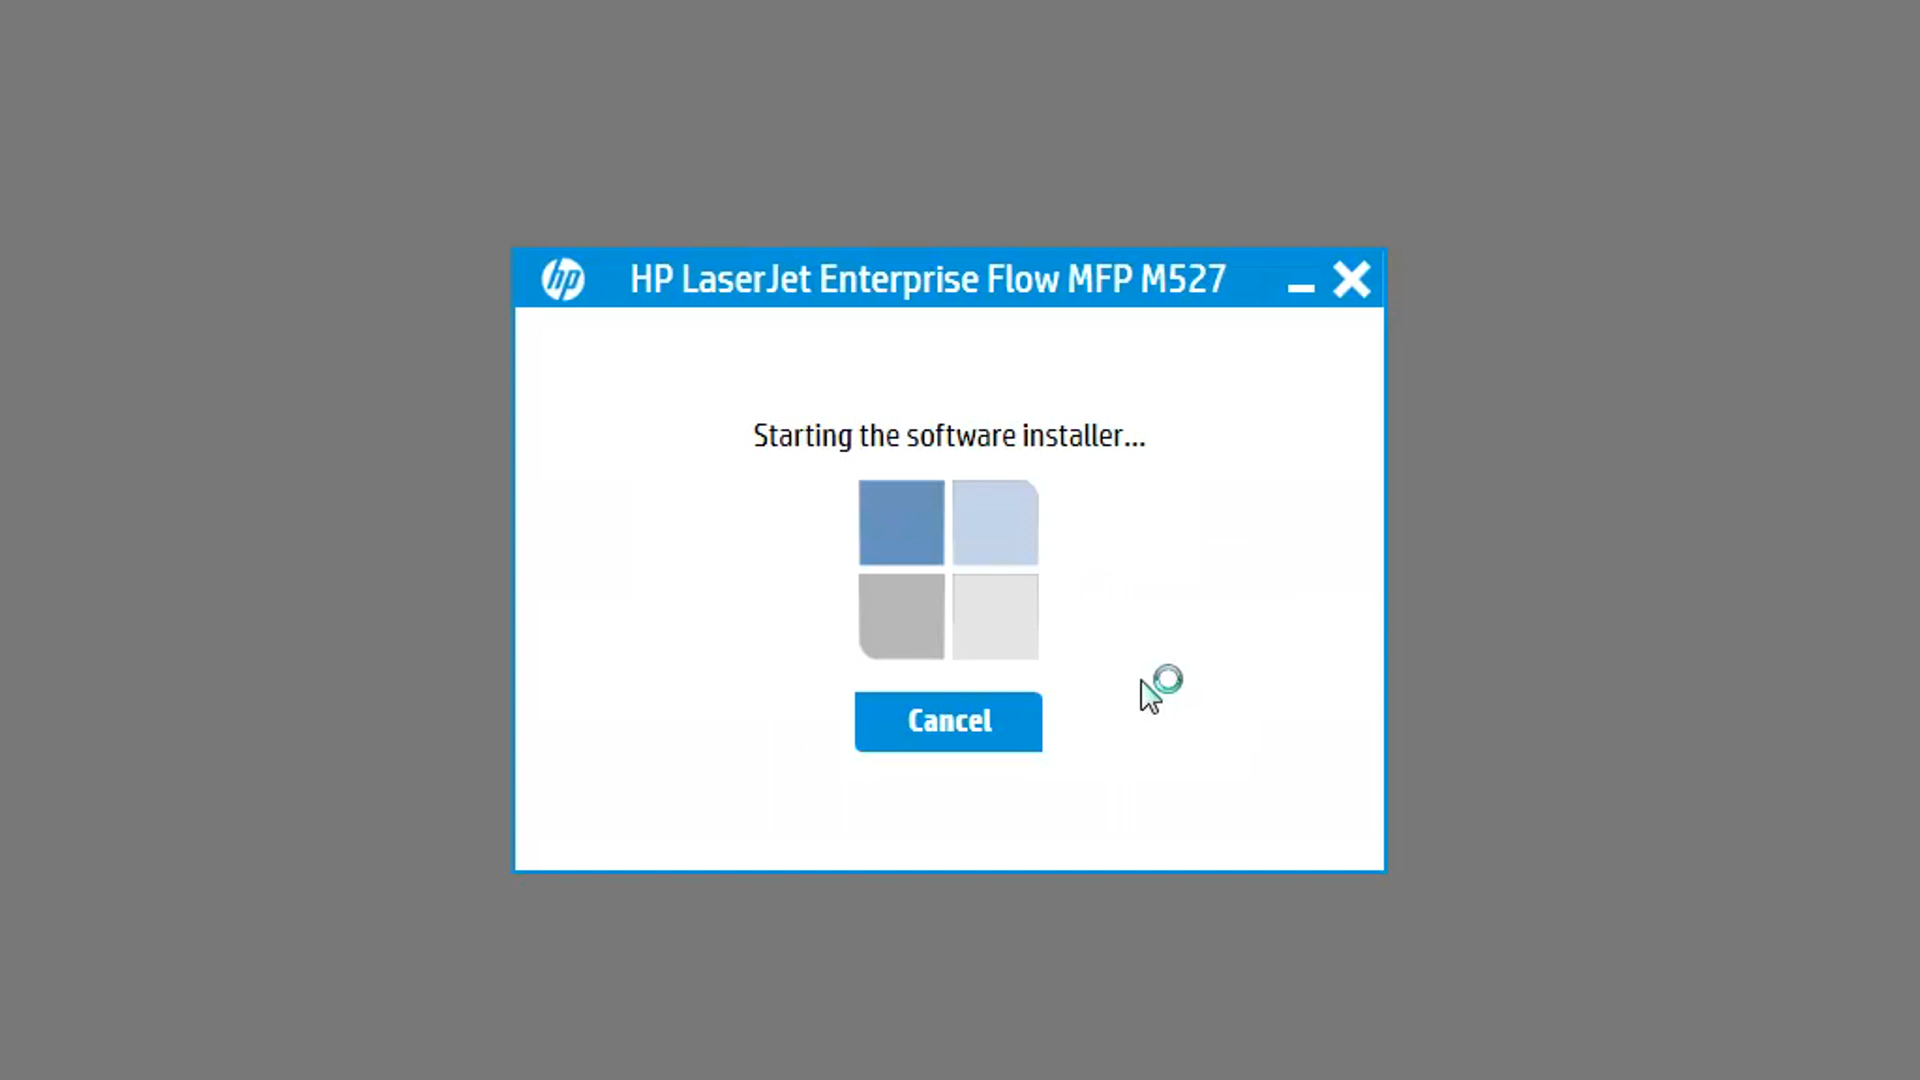 hp HP LaserJet Enterprise Flow MFP M527
Starting the software installer...
Cancel